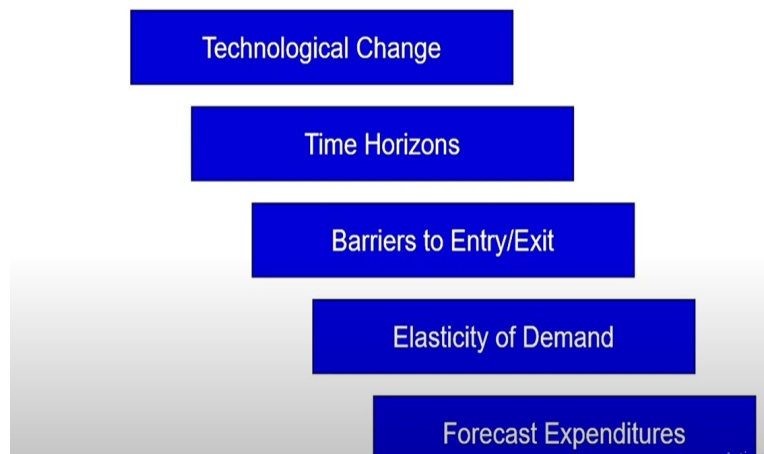 Technological Change
Time Horizons
Barriers to Entry/Exit
Elasticity of Demand
Forecast Expenditures